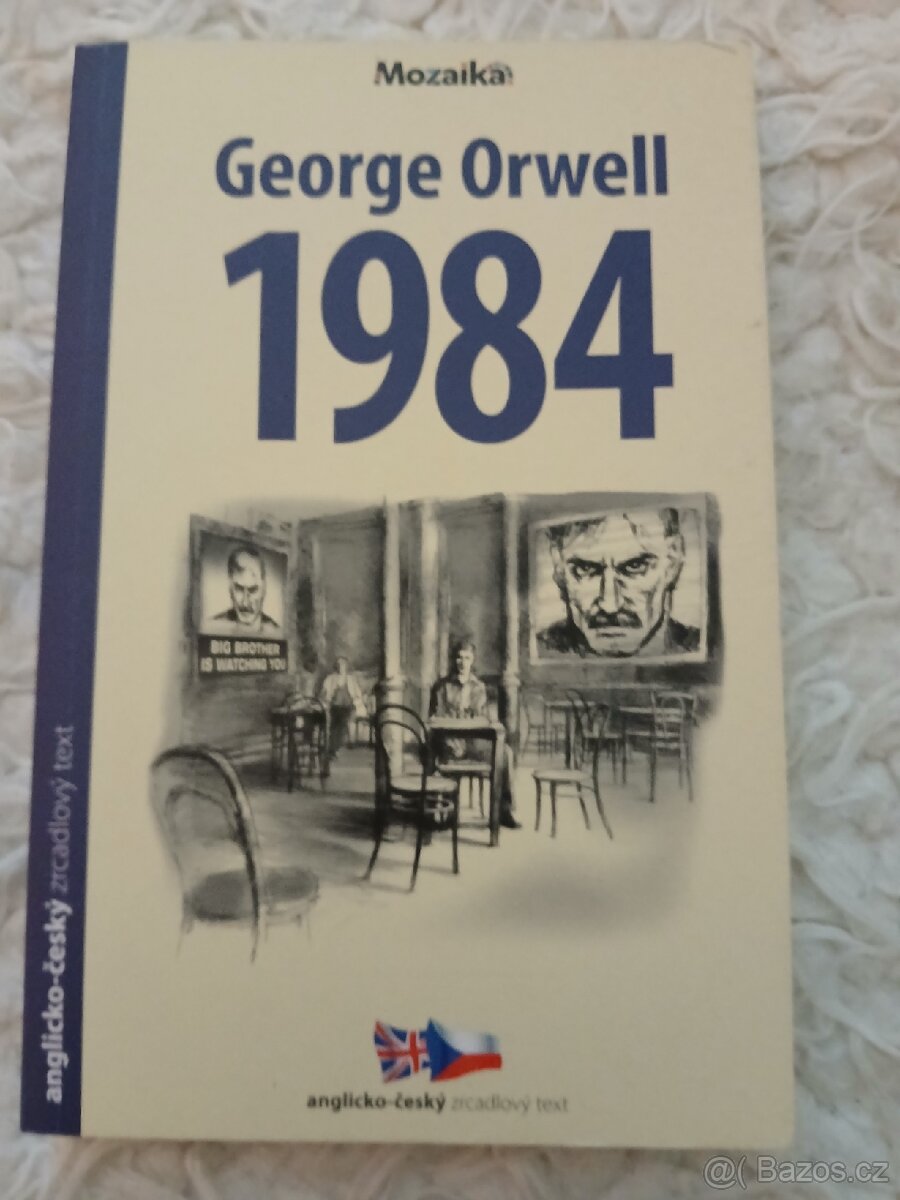 Mozaika
George Orwell
1984
BIG BROTHER
IS WATCHING YOU
anglicko-český zrcadlový text
anglicko-český zrcadlový text
@( Bazos.cz